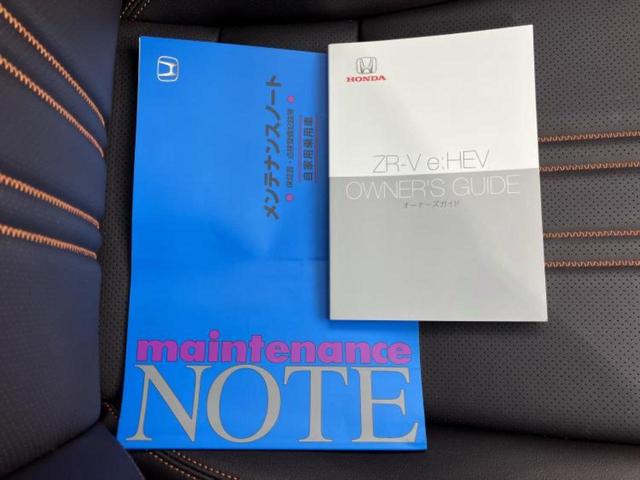 メンテナンスノート
保証書・点検整備記録簿
自家用乗用車
maintenance
NOTE
HONDA
ZR-V e:HEV
OWNER'S GUIDE
オーナーズガイド